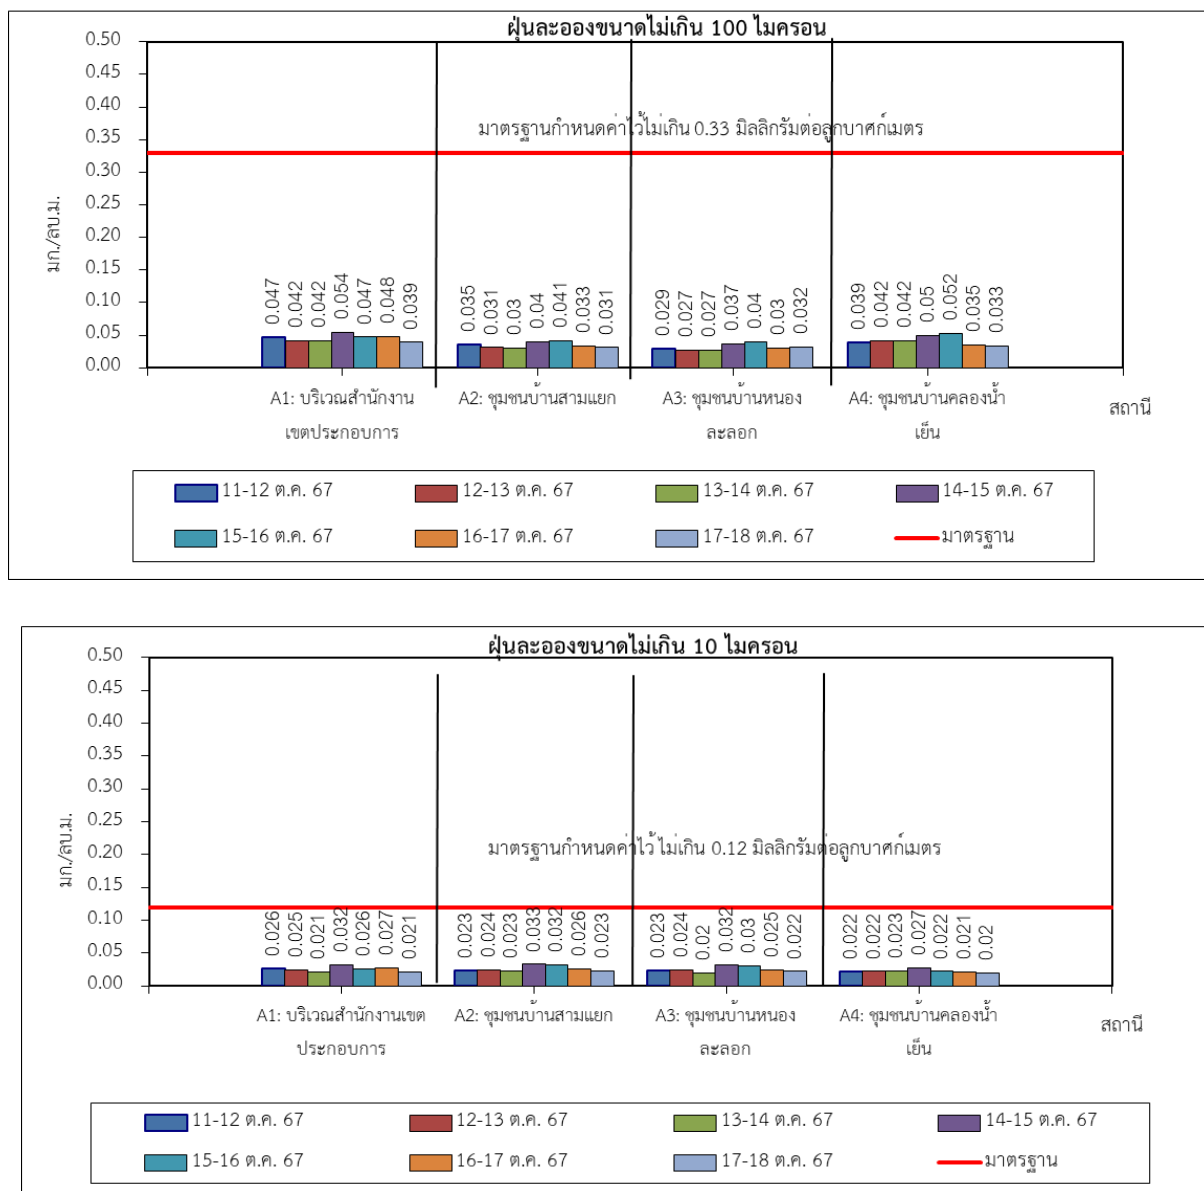 ฝุ่นละอองขนาดไม่เกิน 100 ไมครอน
0.50
0.45
0.40
0.35
0.30
0.25
0.20
0.15
0.10
0.05
0.00
มก./ลบ.ม.
มาตรฐานกำหนดค่าไว้ไม่เกิน 0.33 มิลลิกรัมต่อลูกบาศก์เมตร
0.047 0.042 0.042 0.054 0.047 0.048 0.039
0.035 0.031 0.03 0.04 0.041 0.033 0.031
0.029 0.027 0.027 0.037 0.04 0.03 0.032
0.039 0.042 0.042 0.05 0.052 0.035 0.033
A1: บริเวณสำนักงาน
เขตประกอบการ
A2: ชุมชนบ้านสามแยก
A3: ชุมชนบ้านหนอง
ละลอก
A4: ชุมชนบ้านคลองน้ำ
เย็น
สถานี
11-12 ต.ค. 67 12-13 ต.ค. 67 13-14 ต.ค. 67 14-15 ต.ค. 67
15-16 ต.ค. 67 16-17 ต.ค. 67 17-18 ต.ค. 67 มาตรฐาน
ฝุ่นละอองขนาดไม่เกิน 10 ไมครอน
0.50
0.45
0.40
0.35
0.30
0.25
0.20
0.15
0.10
0.05
0.00
มก./ลบ.ม.
มาตรฐานกำหนดค่าไว้ ไม่เกิน 0.12 มิลลิกรัมต่อลูกบาศก์เมตร
0.026 0.025 0.021 0.032 0.026 0.027 0.021
0.023 0.024 0.023 0.033 0.032 0.026 0.023
0.023 0.024 0.02 0.032 0.03 0.025 0.022
0.022 0.022 0.023 0.027 0.022 0.021 0.02
A1: บริเวณสำนักงานเขต
ประกอบการ
A2: ชุมชนบ้านสามแยก
A3: ชุมชนบ้านหนอง
ละลอก
A4: ชุมชนบ้านคลองน้ำ
เย็น
สถานี
11-12 ต.ค. 67 12-13 ต.ค. 67 13-14 ต.ค. 67 14-15 ต.ค. 67
15-16 ต.ค. 67 16-17 ต.ค. 67 17-18 ต.ค. 67 มาตรฐาน